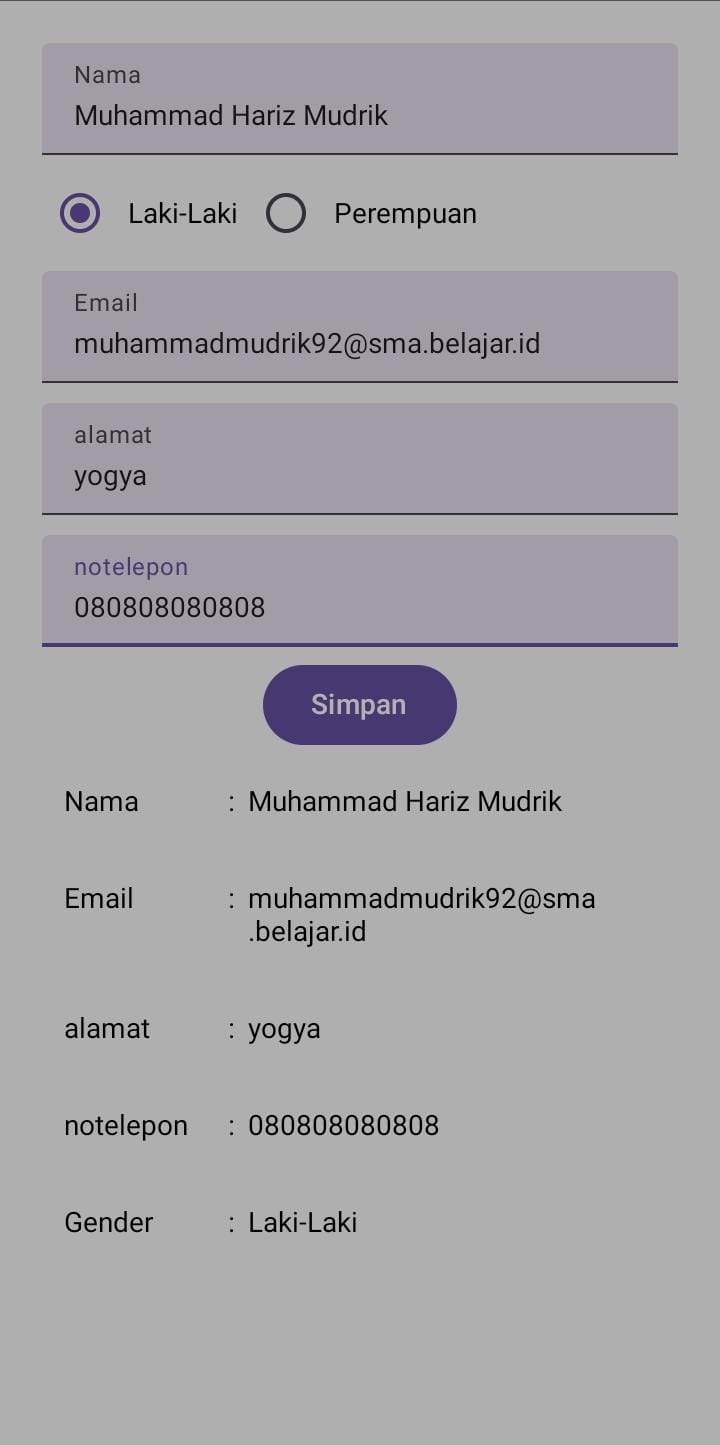 Nama
Muhammad Hariz Mudrik
Laki-Laki Perempuan
Email
muhammadmudrik92@sma.belajar.id
alamat
yogya
notelepon
080808080808
Simpan
Nama : Muhammad Hariz Mudrik
Email : muhammadmudrik92@sma
.belajar.id
alamat : yogya
notelepon : 080808080808
Gender : Laki-Laki